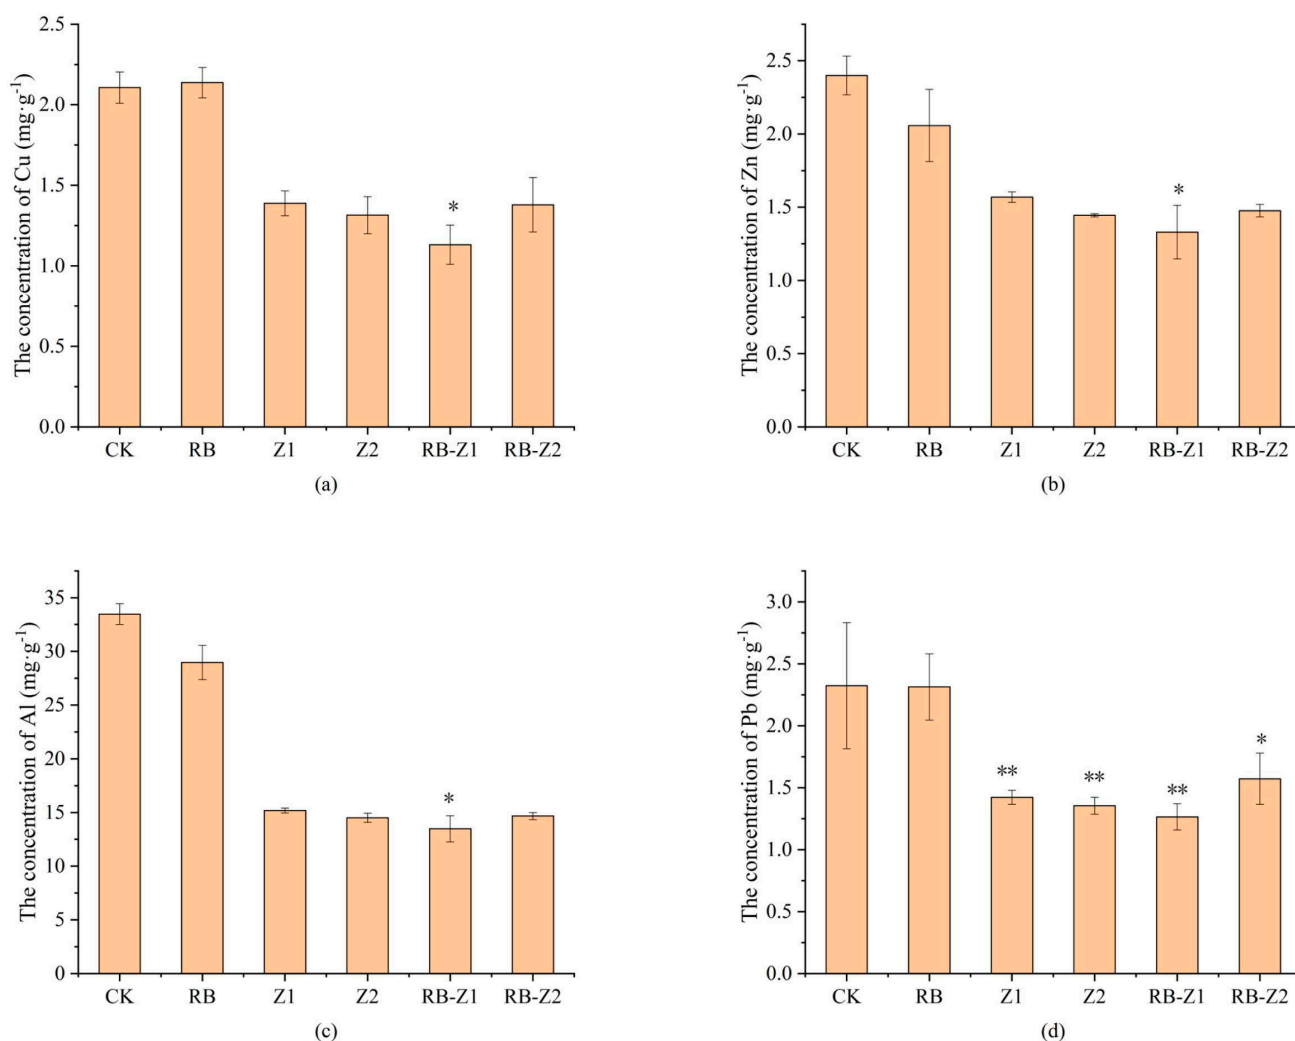 The concentration of Cu (mg·g⁻¹)
2.5
2.0
1.5
1.0
0.5
0.0
*
CK RB Z1 Z2 RB-Z1 RB-Z2
(a)
The concentration of Zn (mg·g⁻¹)
2.5
2.0
1.5
1.0
0.5
0.0
*
CK RB Z1 Z2 RB-Z1 RB-Z2
(b)
The concentration of Al (mg·g⁻¹)
35
30
25
20
15
10
5
0
*
CK RB Z1 Z2 RB-Z1 RB-Z2
(c)
The concentration of Pb (mg·g⁻¹)
3.0
2.5
2.0
1.5
1.0
0.5
0.0
** ** ** *
CK RB Z1 Z2 RB-Z1 RB-Z2
(d)